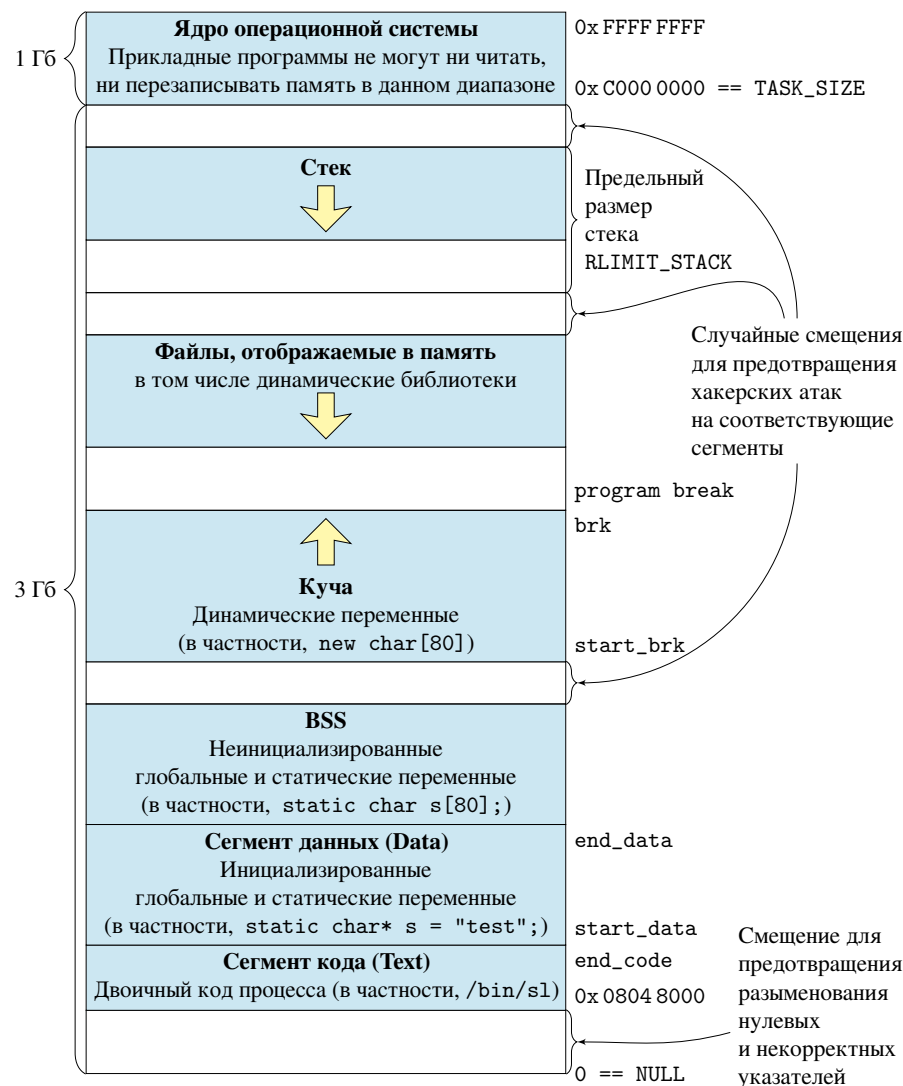 Ядро операционной системы
Прикладные программы не могут ни читать,
ни перезаписывать память в данном диапазоне
0x FFFF FFFF
1 Гб
0x C000 0000 == TASK_SIZE
Стек
Предельный
размер
стека
RLIMIT_STACK
Случайные смещения
для предотвращения
хакерских атак
на соответствующие
сегменты
Файлы, отображаемые в память
в том числе динамические библиотеки
program break
brk
3 Гб
Куча
Динамические переменные
(в частности, new char[80])
start_brk
BSS
Неинициализированные
глобальные и статические переменные
(в частности, static char s[80];)
Сегмент данных (Data)
Инициализированные
глобальные и статические переменные
(в частности, static char* s = "test";)
end_data
start_data
Сегмент кода (Text)
Двоичный код процесса (в частности, /bin/sl)
end_code
0x 0804 8000
Смещение для
предотвращения
разыменования
нулевых
и некорректных
указателей
0 == NULL